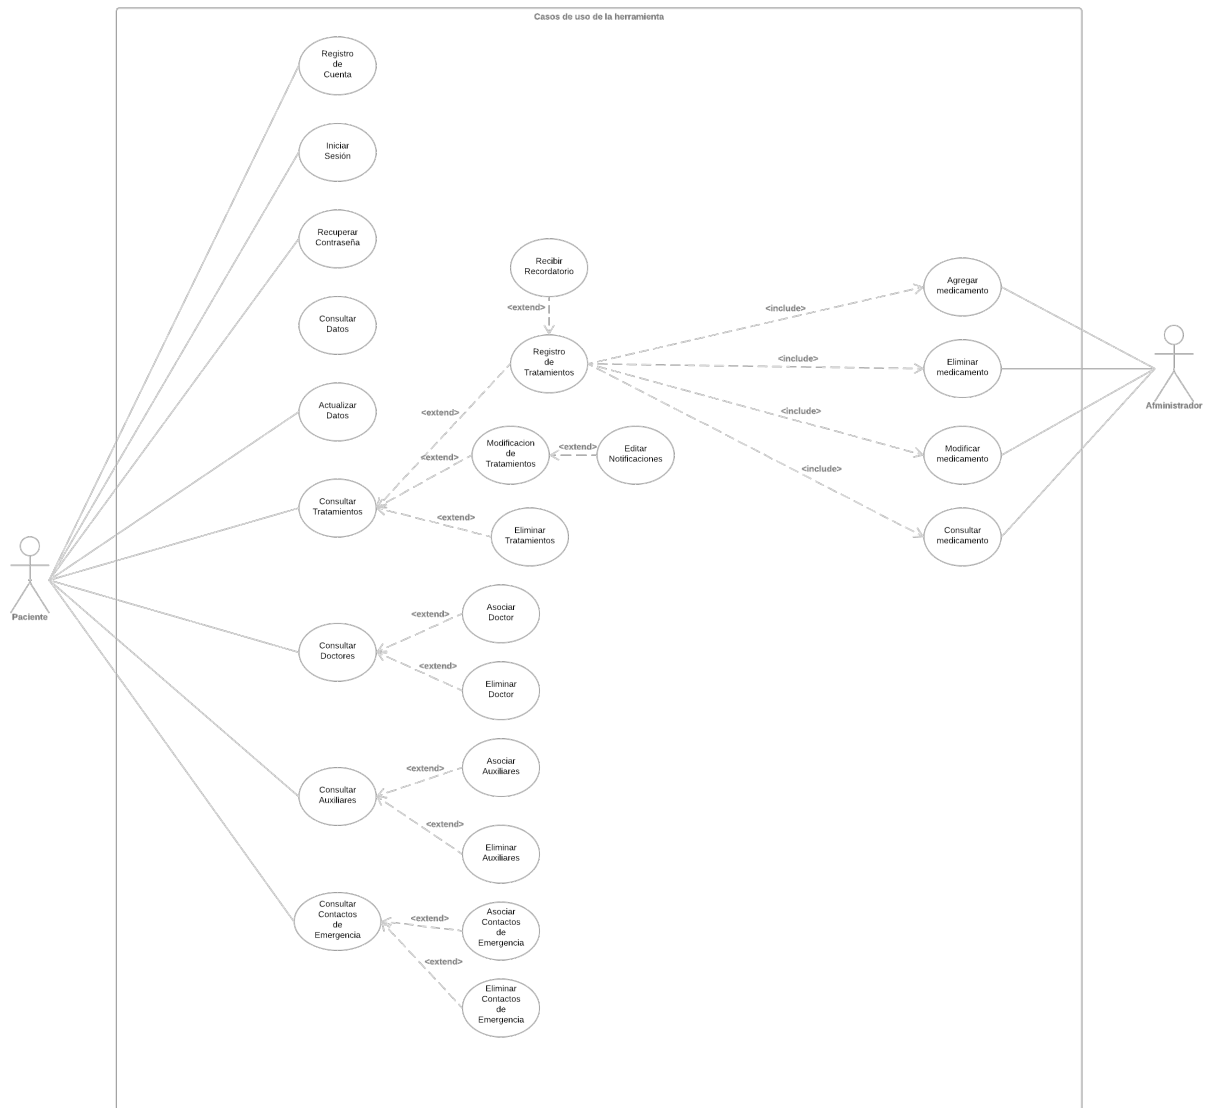 Casos de uso de la herramienta
Registro
de
Cuenta
Iniciar
Sesión
Recuperar
Contraseña
Consultar
Datos
Actualizar
Datos
Consultar
Tratamientos
Consultar
Doctores
Consultar
Auxiliares
Consultar
Contactos
de
Emergencia
Paciente
Recibir
Recordatorio
<extend>
Registro
de
Tratamientos
<extend>
Modificacion
de
Tratamientos
<extend>
<extend>
Editar
Notificaciones
<extend>
Eliminar
Tratamientos
<extend>
Asociar
Doctor
<extend>
Eliminar
Doctor
<extend>
Asociar
Auxiliares
<extend>
Eliminar
Auxiliares
<extend>
Asociar
Contactos
de
Emergencia
<extend>
Eliminar
Contactos
de
Emergencia
<include>
<include>
<include>
<include>
Agregar
medicamento
Eliminar
medicamento
Modificar
medicamento
Consultar
medicamento
Afministrador